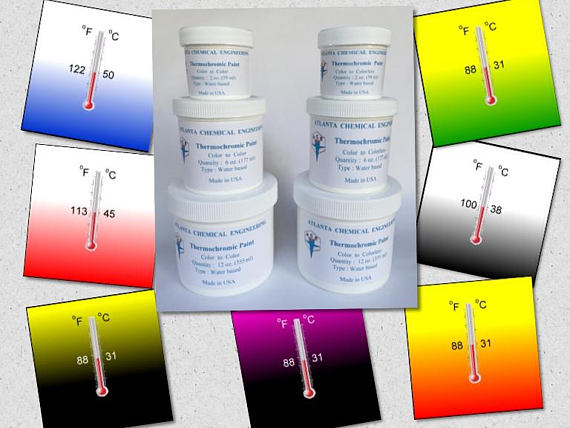 °F °C
122 50
°F °C
113 45
°F °C
88 31
ATLANTA CHEMICAL ENGINEERING
Thermochromic Paint
Color to Color
Quantity : 2 oz. (59 ml)
Type : Water based
Made in USA
ATLANTA CHEMICAL ENGINEERING
Thermochromic Paint
Color to Color
Quantity : 6 oz. (177 ml)
Type : Water based
Made in USA
ATLANTA CHEMICAL ENGINEERING
Thermochromic Paint
Color to Color
Quantity : 12 oz. (355 ml)
Type : Water based
Made in USA
ATLANTA CHEMICAL ENGINEERING
Thermochromic Paint
Color to Colorless
Quantity : 2 oz. (59 ml)
Type : Water based
Made in USA
ATLANTA CHEMICAL ENGINEERING
Thermochromic Paint
Color to Colorless
Quantity : 6 oz. (177 ml)
Type : Water based
Made in USA
ATLANTA CHEMICAL ENGINEERING
Thermochromic Paint
Color to Colorless
Quantity : 12 oz. (355 ml)
Type : Water based
Made in USA
°F °C
88 31
°F °C
88 31
°F °C
100 38
°F °C
88 31